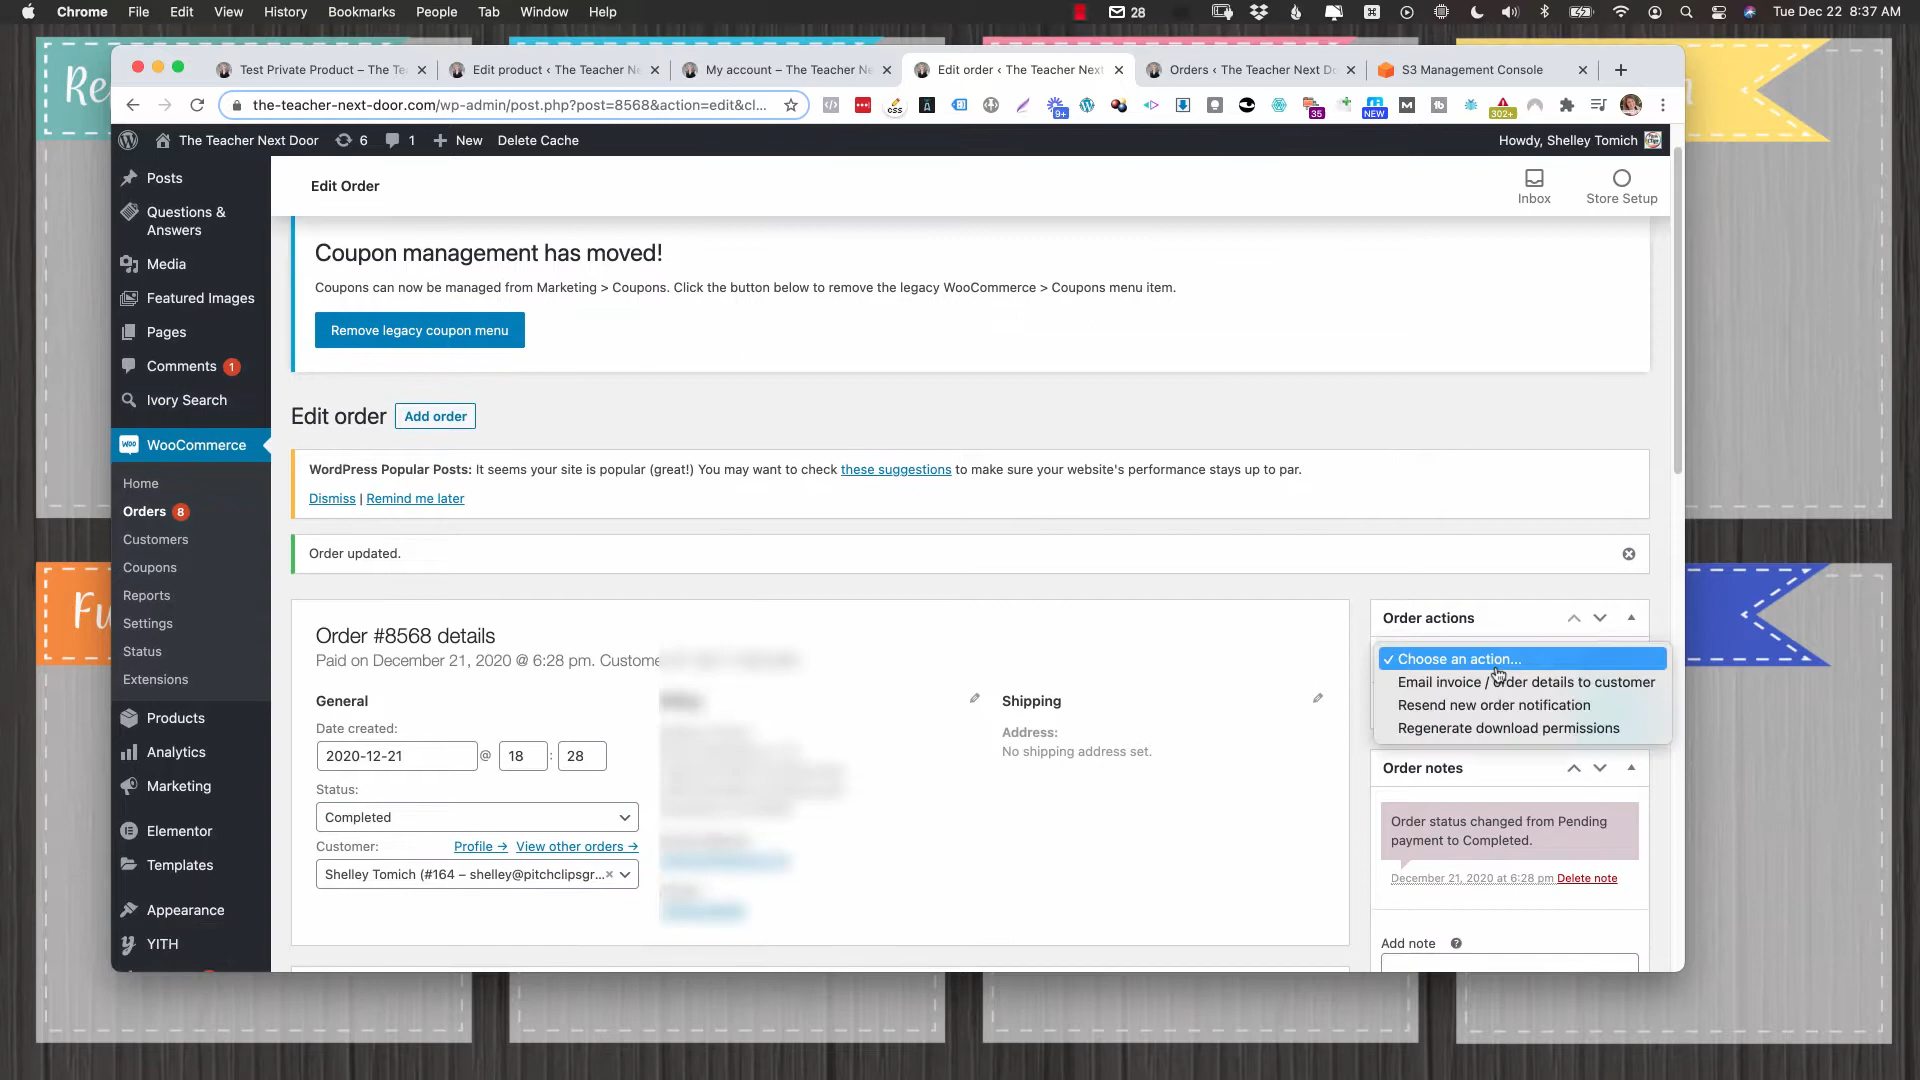 Chrome File Edit View History Bookmarks People Tab Window Help
28
Tue Dec 22 8:37 AM
Re
n
Test Private Product – The Te
Edit product ‹ The Teacher Ne
My account – The Teacher Ne
Edit order ‹ The Teacher Next
Orders ‹ The Teacher Next Do
S3 Management Console
the-teacher-next-door.com/wp-admin/post.php?post=8568&action=edit&cl...
css
9+
35
NEW
302+
The Teacher Next Door
6
1
New
Delete Cache
Howdy, Shelley Tomich
Posts
Questions &
Answers
Media
Featured Images
Pages
Comments 1
Ivory Search
WooCommerce
Home
Orders 8
Customers
Coupons
Reports
Settings
Status
Extensions
Products
Analytics
Marketing
Elementor
Templates
Appearance
YITH
Fu
Edit Order
Inbox
Store Setup
Coupon management has moved!
Coupons can now be managed from Marketing > Coupons. Click the button below to remove the legacy WooCommerce > Coupons menu item.
Remove legacy coupon menu
Edit order
Add order
WordPress Popular Posts: It seems your site is popular (great!) You may want to check these suggestions to make sure your website's performance stays up to par.
Dismiss | Remind me later
Order updated.
Order #8568 details
Paid on December 21, 2020 @ 6:28 pm. Custome
General
Date created:
2020-12-21 @ 18 : 28
Status:
Completed
Customer:
Profile →
View other orders →
Shelley Tomich (#164 – shelley@pitchclipsgr...×
Shipping
Address:
No shipping address set.
Order actions
✓ Choose an action...
Email invoice / order details to customer
Resend new order notification
Regenerate download permissions
Order notes
Order status changed from Pending
payment to Completed.
December 21, 2020 at 6:28 pm Delete note
Add note